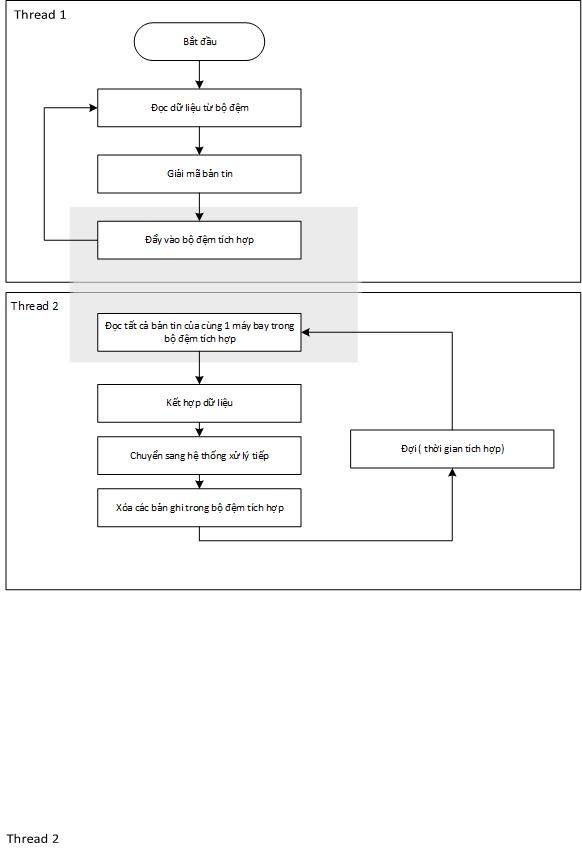 Thread 1
Bắt đầu
Đọc dữ liệu từ bộ đệm
Giải mã bản tin
Đẩy vào bộ đệm tích hợp
Thread 2
Đọc tất cả bản tin của cùng 1 máy bay trong
bộ đệm tích hợp
Kết hợp dữ liệu
Đợi ( thời gian tích hợp)
Chuyển sang hệ thống xử lý tiếp
Xóa các bản ghi trong bộ đệm tích hợp
Thread 2